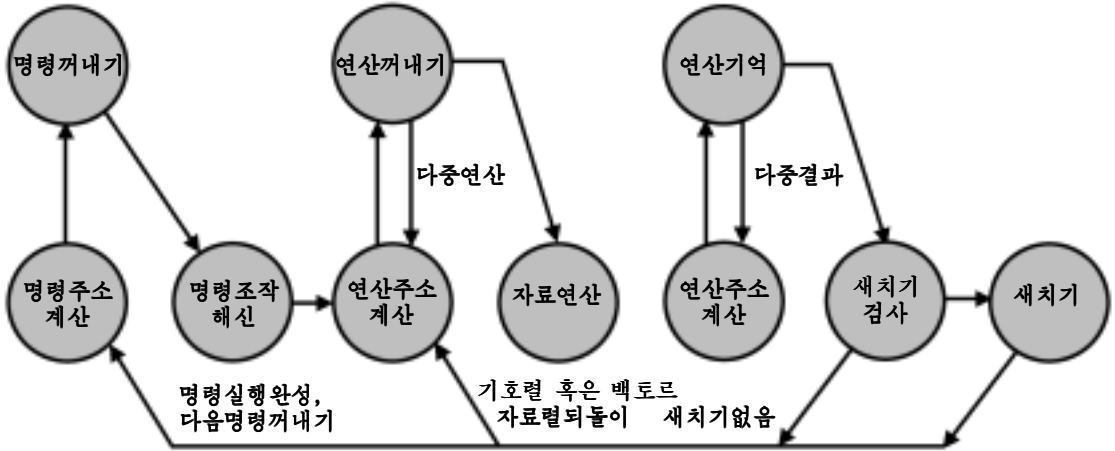 명령꺼내기
연산꺼내기
연산기억
다중연산
다중결과
명령주소
계산
명령조작
해신
연산주소
계산
자료연산
연산주소
계산
새치기
검사
새치기
명령실행완성,
다음명령꺼내기
기호렬 혹은 백토르
자료렬되돌이
새치기없음